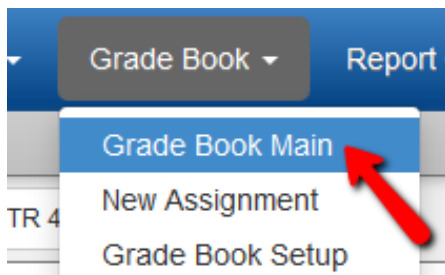 Grade Book Report
Grade Book Main
New Assignment
TR 4
Grade Book Setup